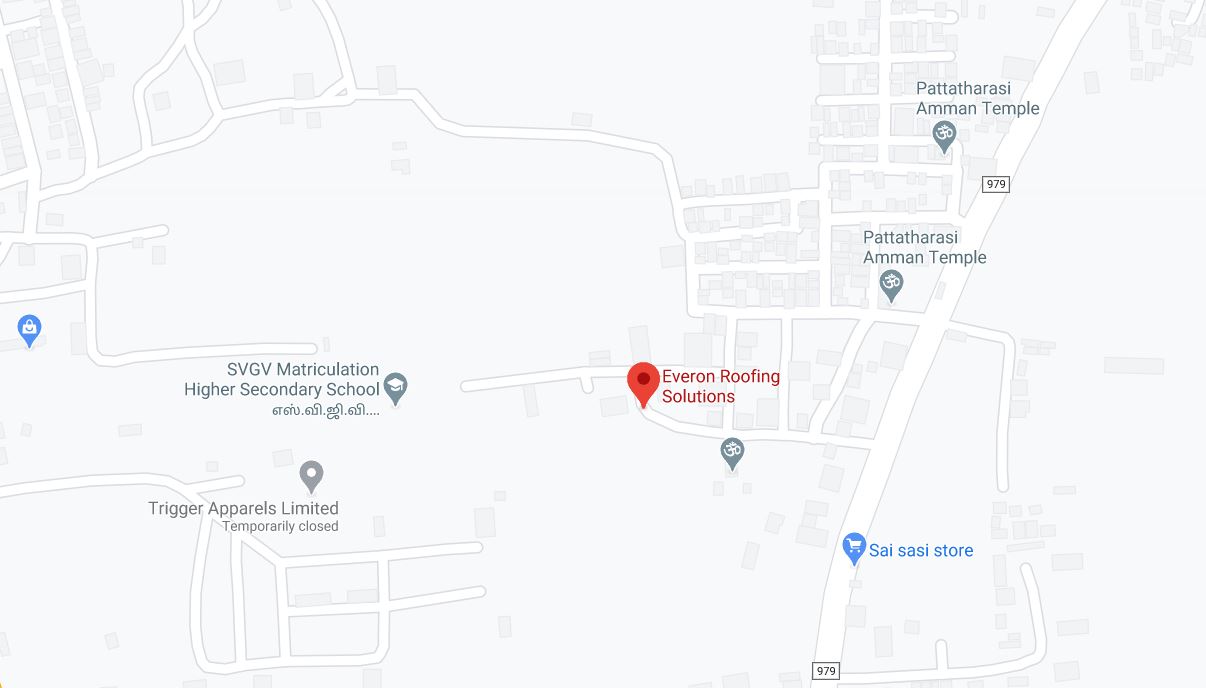 Pattatharasi
Amman Temple
ॐ
979
Pattatharasi
Amman Temple
ॐ
SVGV Matriculation
Higher Secondary School
எஸ்.வி.ஜி.வி....
Everon Roofing
Solutions
ॐ
Trigger Apparels Limited
Temporarily closed
Sai sasi store
979